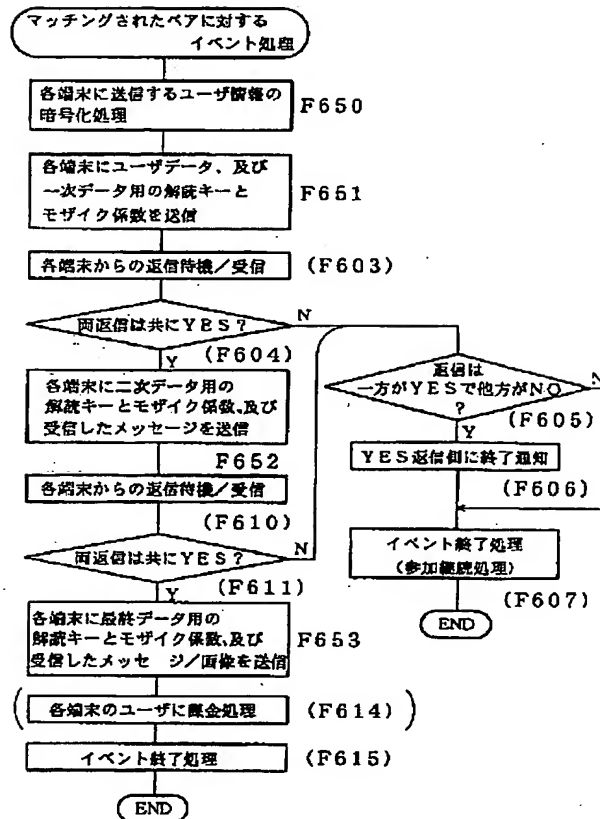 マッチングされたペアに対する
イベント処理
各端末に送信するユーザ情報の
暗号化処理
F650
各端末にユーザデータ、及び
一次データ用の解読キーと
モザイク係数を送信
F651
各端末からの返信待機/受信
(F603)
両返信は共にYES?
N
Y
(F604)
各端末に二次データ用の
解読キーとモザイク係数、及び
受信したメッセージを送信
F652
各端末からの返信待機/受信
(F610)
両返信は共にYES?
N
Y
(F611)
各端末に最終データ用の
解読キーとモザイク係数、及び
受信したメッセージ/画像を送信
F653
(各端末のユーザに課金処理 (F614))
イベント終了処理
(F615)
END
返信は
一方がYESで他方がNO
?
N
Y
(F605)
YES返信側に終了通知
(F606)
イベント終了処理
(参加継続処理)
(F607)
END